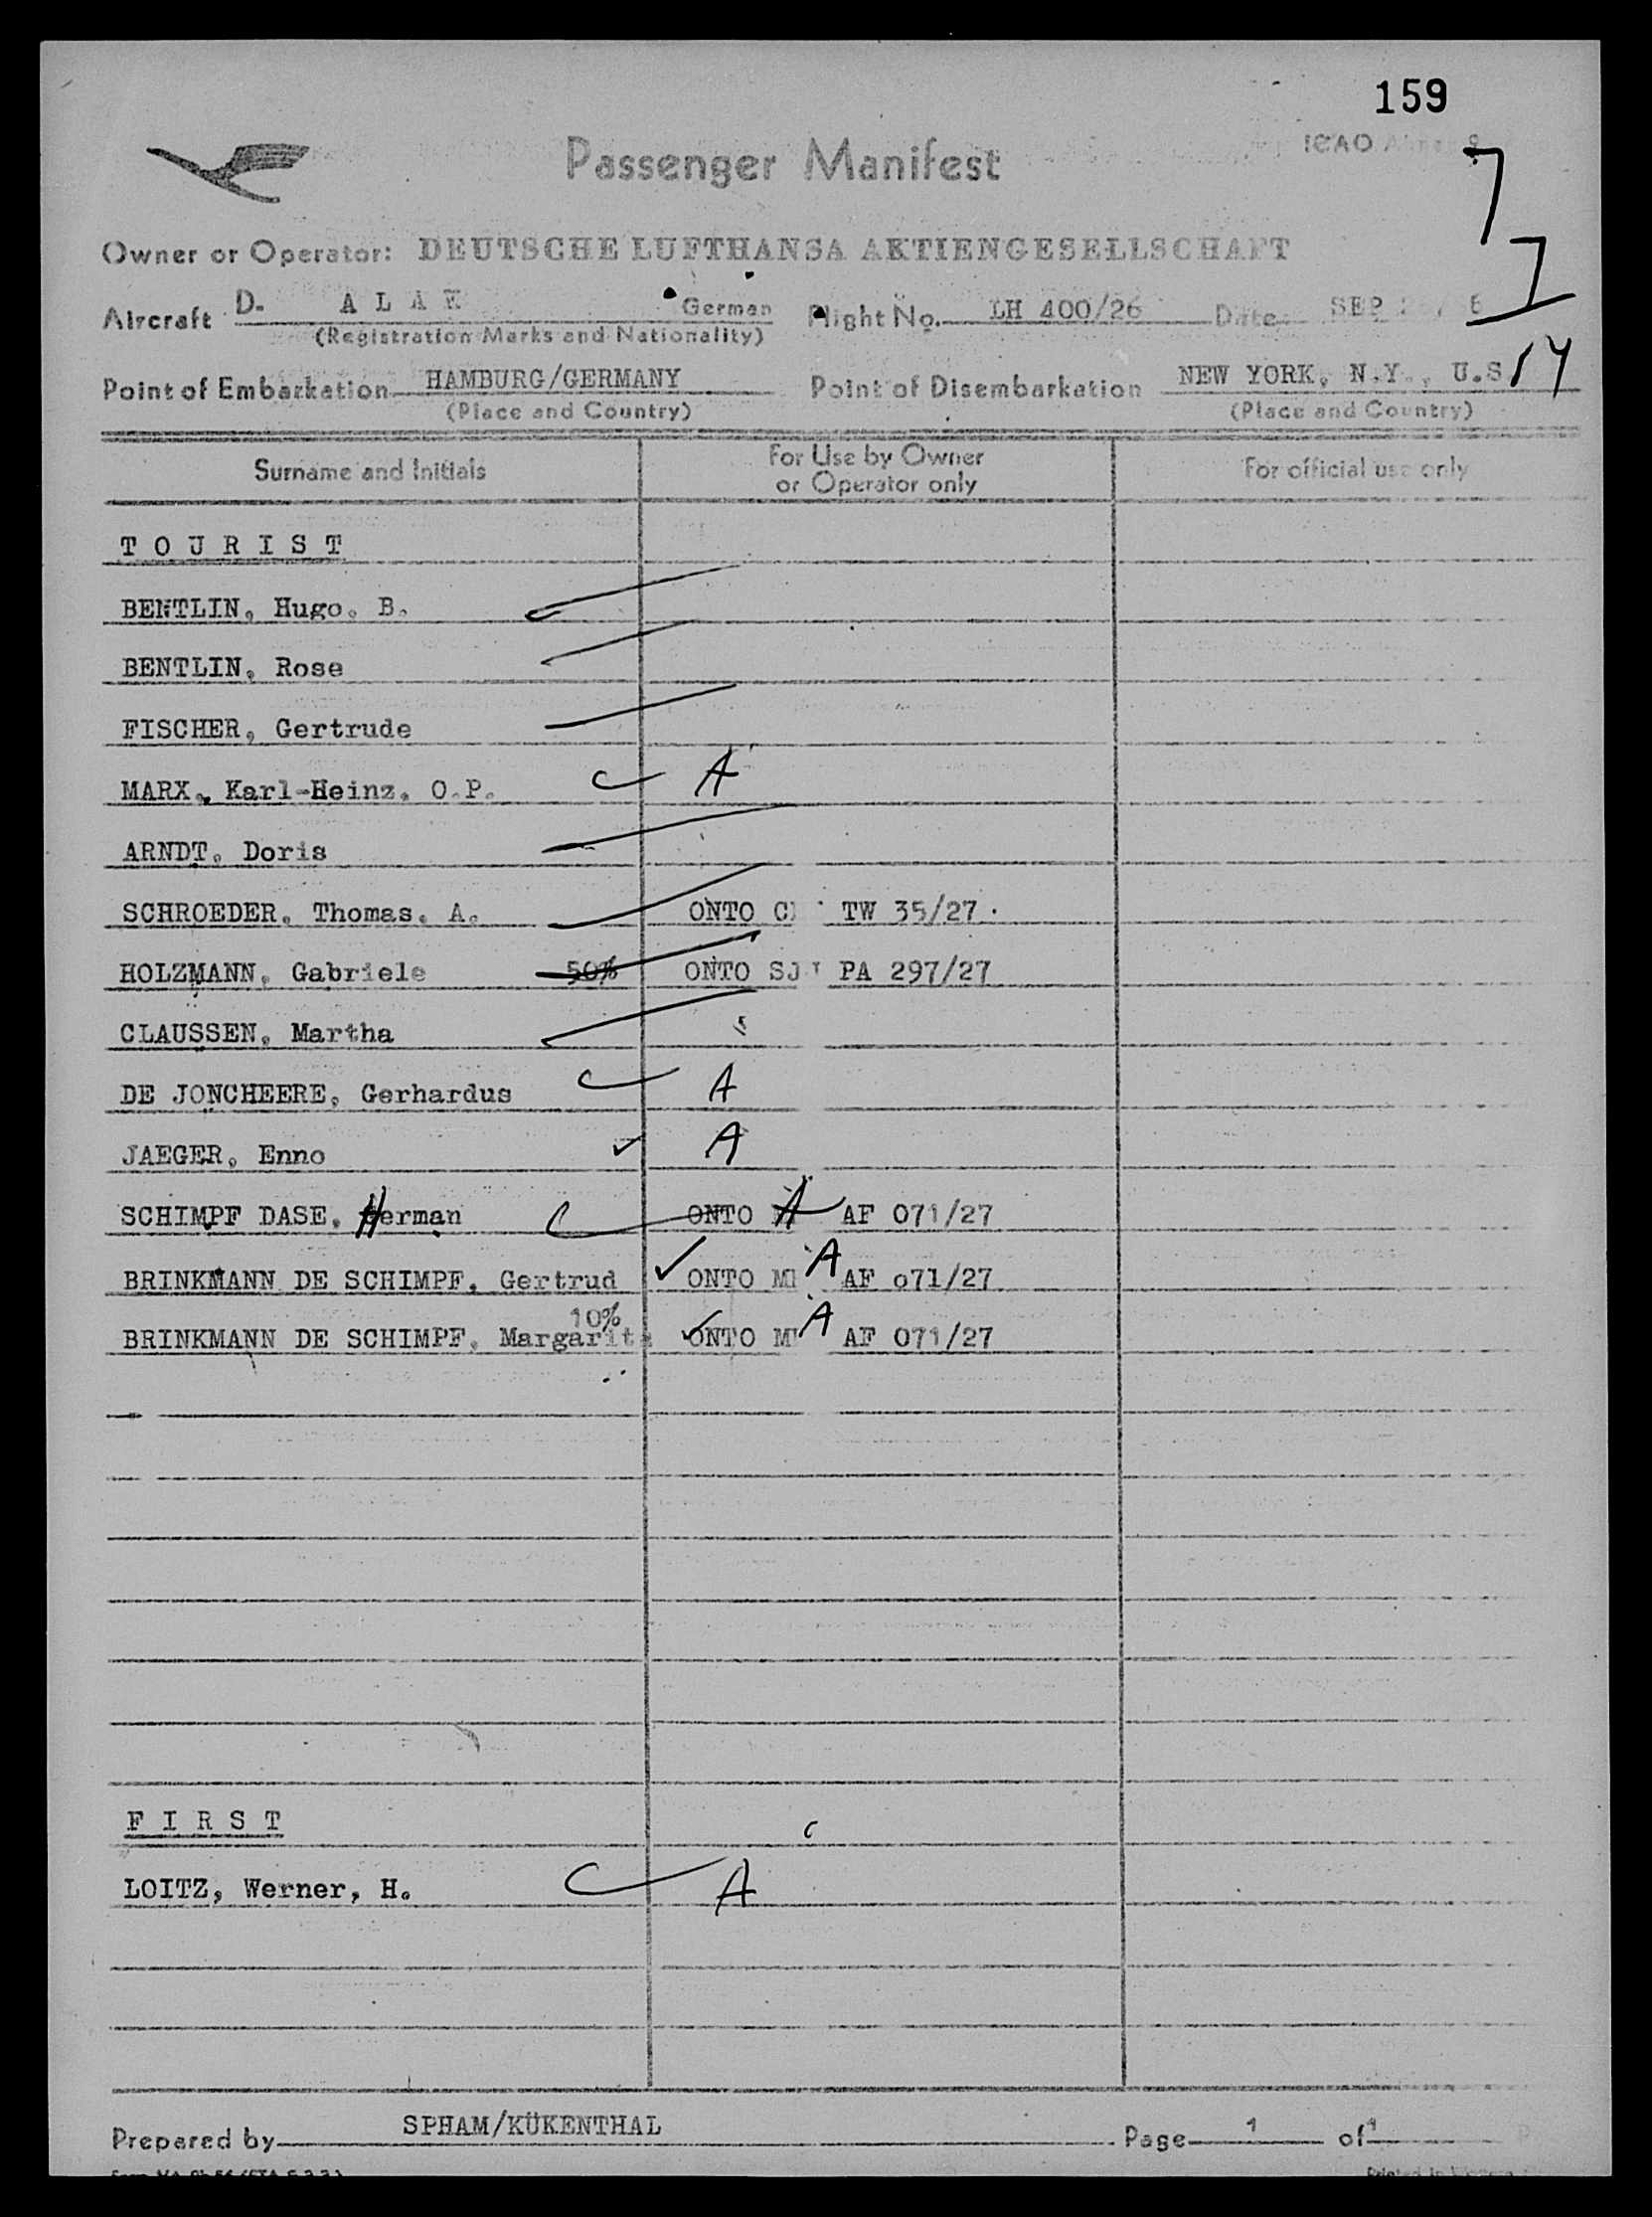 159
ICAO
Passenger Manifest
7
Owner or Operator: DEUTSCHE LUFTHANSA AKTIENGESELLSCHAFT
7
Aircraft D. A L A K German Flight No. LH 400/26 Date SEP
(Registration Marks and Nationality)
14
Point of Embarkation HAMBURG/GERMANY Point of Disembarkation NEW YORK, N.Y., U.S
(Place and Country) (Place and Country)
Surname and Initials For Use by Owner or Operator only For official use only
T O U R I S T
BENTLIN, Hugo. B.
BENTLIN, Rose
FISCHER, Gertrude
MARX, Karl-Heinz, O.P. A
ARNDT, Doris
SCHROEDER, Thomas. A. ONTO TW 35/27
HOLZMANN, Gabriele 50% ONTO PA 297/27
CLAUSSEN, Martha
DE JONCHEERE, Gerhardus A
JAEGER, Enno A
SCHIMPF DASE, Herman ONTO A AF 071/27
BRINKMANN DE SCHIMPF, Gertrud ONTO A AF o71/27
10%
BRINKMANN DE SCHIMPF, Margarita ONTO A AF 071/27
F I R S T
LOITZ, Werner, H. A
Prepared by SPHAM/KÜKENTHAL Page 1 of 1